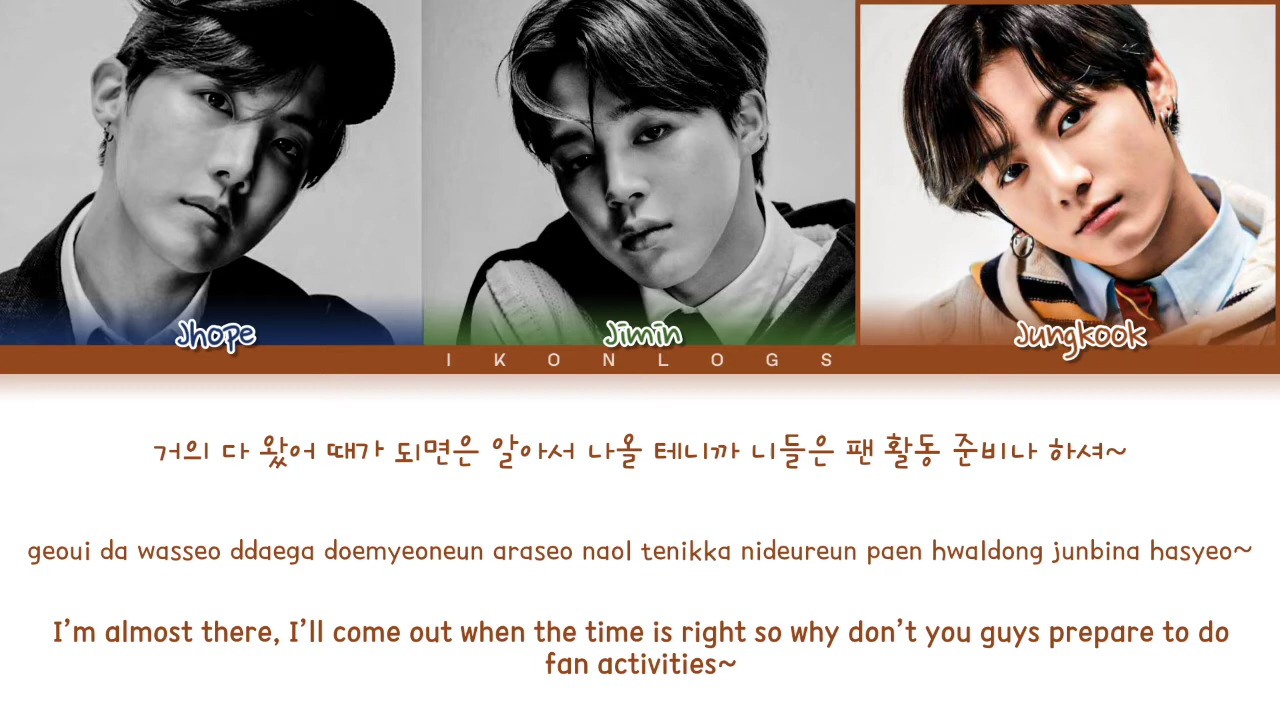 Jhope
Jimin
Jungkook
IKONLOGS
거의 다 왔어 때가 되면은 알아서 나올 테니까 니들은 팬 활동 준비나 하셔~
geoui da wasseo ddaega doemyeoneun araseo naol tenikka nideureun paen hwaldong junbina hasyeo~
I'm almost there, I'll come out when the time is right so why don't you guys prepare to do
fan activities~